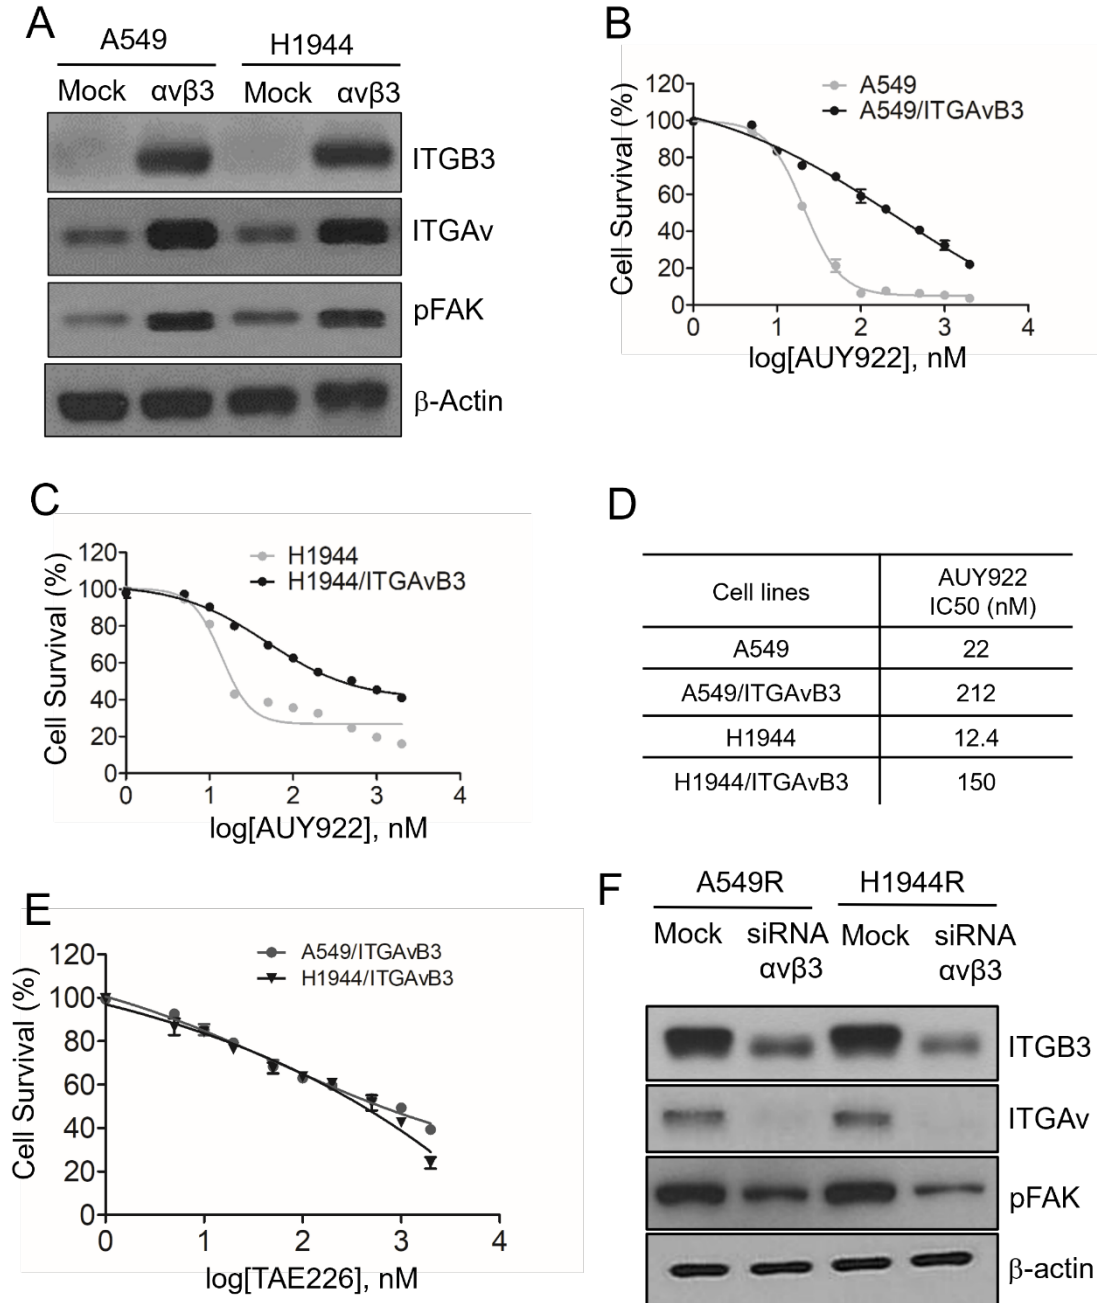 A
A549 H1944
Mock αvβ3 Mock αvβ3
ITGB3
ITGAv
pFAK
β-Actin
B
A549
A549/ITGAvB3
Cell Survival (%)
120
100
80
60
40
20
0
0 1 2 3 4
log[AUY922], nM
C
H1944
H1944/ITGAvB3
Cell Survival (%)
120
100
80
60
40
20
0
0 1 2 3 4
log[AUY922], nM
D
Cell lines AUY922
IC50 (nM)
A549 22
A549/ITGAvB3 212
H1944 12.4
H1944/ITGAvB3 150
E
A549/ITGAvB3
H1944/ITGAvB3
Cell Survival (%)
120
100
80
60
40
20
0
0 1 2 3 4
log[TAE226], nM
F
A549R H1944R
Mock siRNA Mock siRNA
αvβ3 αvβ3
ITGB3
ITGAv
pFAK
β-actin